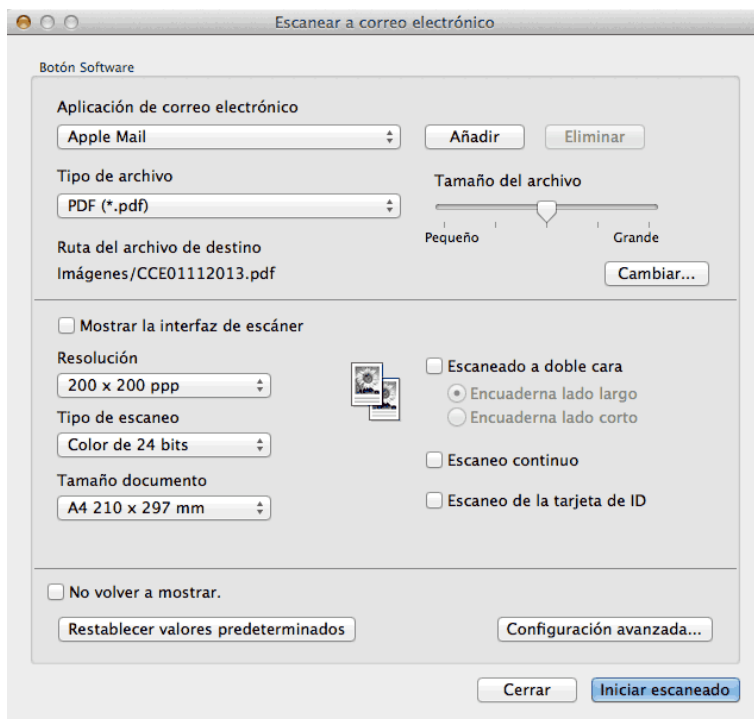 Escanear a correo electrónico
Botón Software
Aplicación de correo electrónico
Apple Mail
Añadir
Eliminar
Tipo de archivo
PDF (*.pdf)
Tamaño del archivo
Pequeño
Grande
Ruta del archivo de destino
Imágenes/CCE01112013.pdf
Cambiar...
Mostrar la interfaz de escáner
Resolución
200 x 200 ppp
Tipo de escaneo
Color de 24 bits
Tamaño documento
A4 210 x 297 mm
Escaneado a doble cara
Encuaderna lado largo
Encuaderna lado corto
Escaneo continuo
Escaneo de la tarjeta de ID
No volver a mostrar.
Restablecer valores predeterminados
Configuración avanzada...
Cerrar
Iniciar escaneado